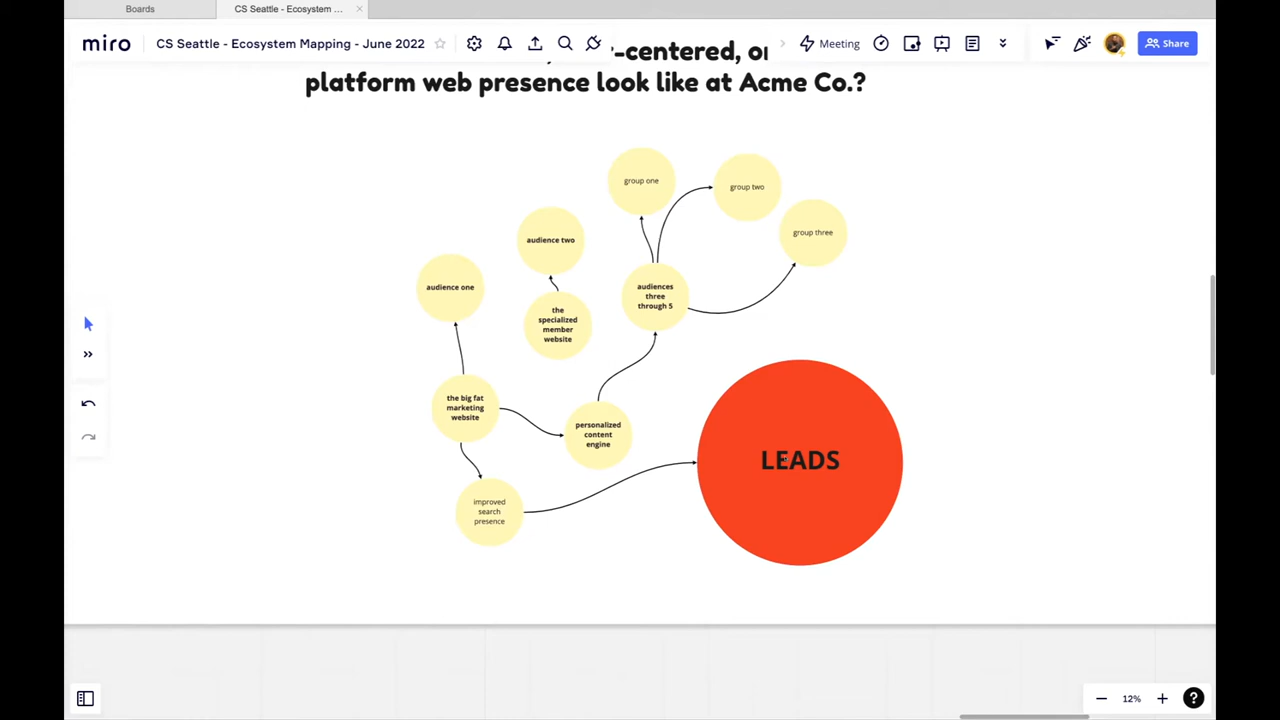 Boards
CS Seattle - Ecosystem ...
miro
CS Seattle - Ecosystem Mapping - June 2022
Meeting
Share
-centered, o
platform web presence look like at Acme Co.?
group one
group two
group three
audience two
audience one
audiences
three
through 5
the
specialized
member
website
the big fat
marketing
website
personalized
content
engine
LEADS
improved
search
presence
12%